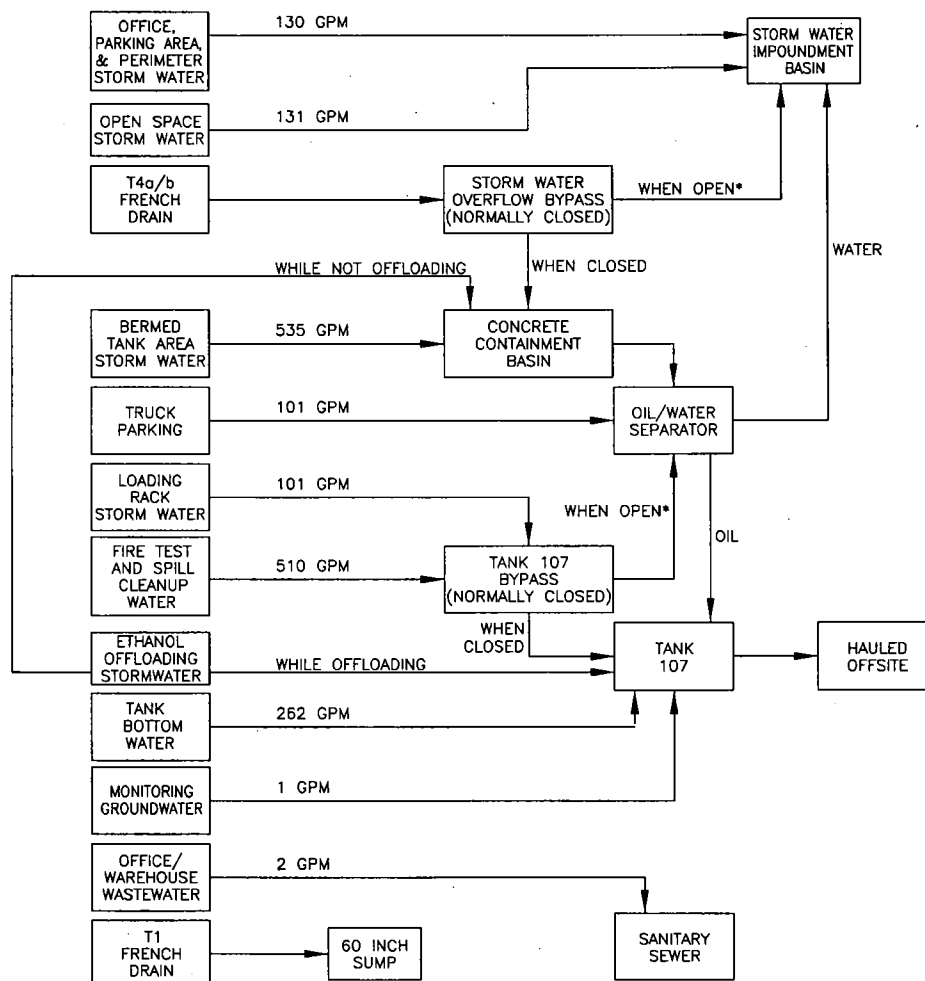 OFFICE,
PARKING AREA,
& PERIMETER
STORM WATER
130 GPM
STORM WATER
IMPOUNDMENT
BASIN
OPEN SPACE
STORM WATER
131 GPM
T4a/b
FRENCH
DRAIN
STORM WATER
OVERFLOW BYPASS
(NORMALLY CLOSED)
WHEN OPEN*
WATER
WHILE NOT OFFLOADING
WHEN CLOSED
BERMED
TANK AREA
STORM WATER
535 GPM
CONCRETE
CONTAINMENT
BASIN
TRUCK
PARKING
101 GPM
OIL/WATER
SEPARATOR
LOADING
RACK
STORM WATER
101 GPM
WHEN OPEN*
OIL
FIRE TEST
AND SPILL
CLEANUP
WATER
510 GPM
TANK 107
BYPASS
(NORMALLY CLOSED)
WHEN
CLOSED
ETHANOL
OFFLOADING
STORMWATER
WHILE OFFLOADING
TANK
107
HAULED
OFFSITE
TANK
BOTTOM
WATER
262 GPM
MONITORING
GROUNDWATER
1 GPM
OFFICE/
WAREHOUSE
WASTEWATER
2 GPM
SANITARY
SEWER
T1
FRENCH
DRAIN
60 INCH
SUMP